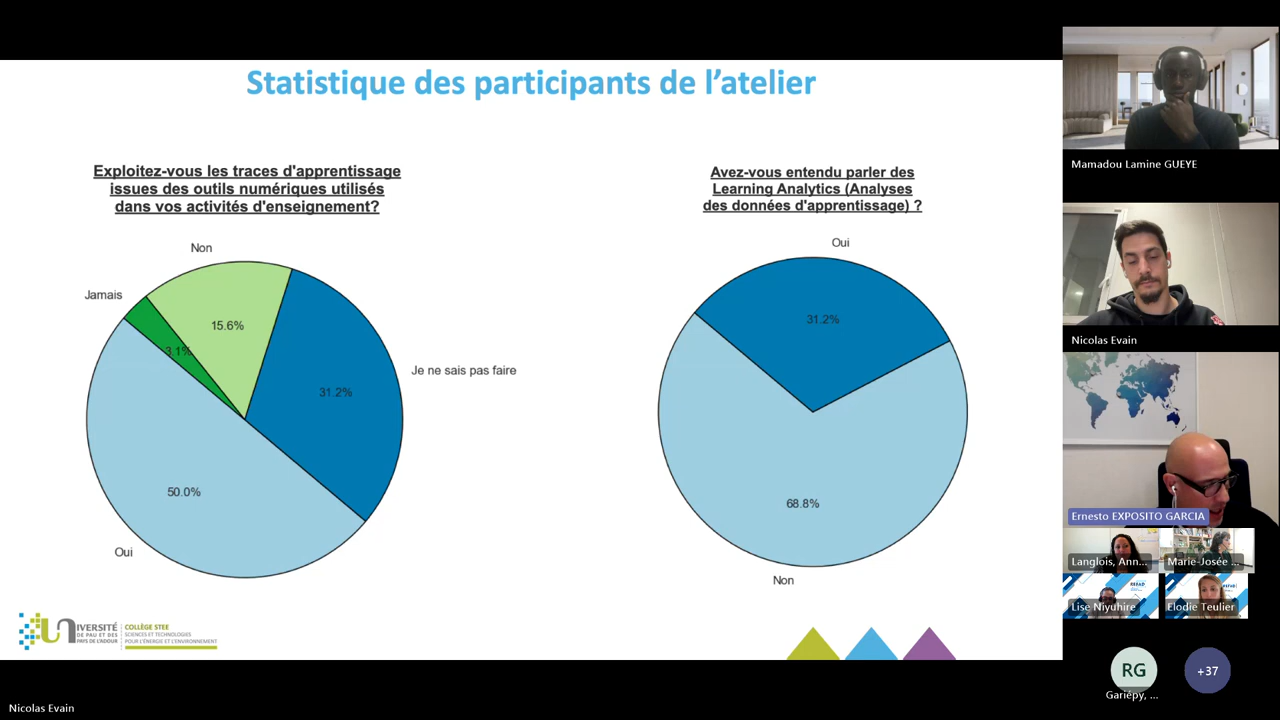 Statistique des participants de l’atelier
Exploitez-vous les traces d'apprentissage
issues des outils numériques utilisés
dans vos activités d'enseignement?
Non
Jamais
15.6%
3.1%
Je ne sais pas faire
31.2%
50.0%
Oui
Avez-vous entendu parler des
Learning Analytics (Analyses
des données d'apprentissage) ?
Oui
31.2%
68.8%
Non
UNIVERSITÉ
DE PAU ET DES
PAYS DE L'ADOUR
COLLÈGE STEE
SCIENCES ET TECHNOLOGIES
POUR L'ÉNERGIE ET L'ENVIRONNEMENT
Nicolas Evain
Mamadou Lamine GUEYE
Nicolas Evain
Ernesto EXPOSITO GARCIA
Langlois, Ann...
Marie-Josée ...
Lise Niyuhire
Elodie Teulier
RG
+37
Gariépy, ...